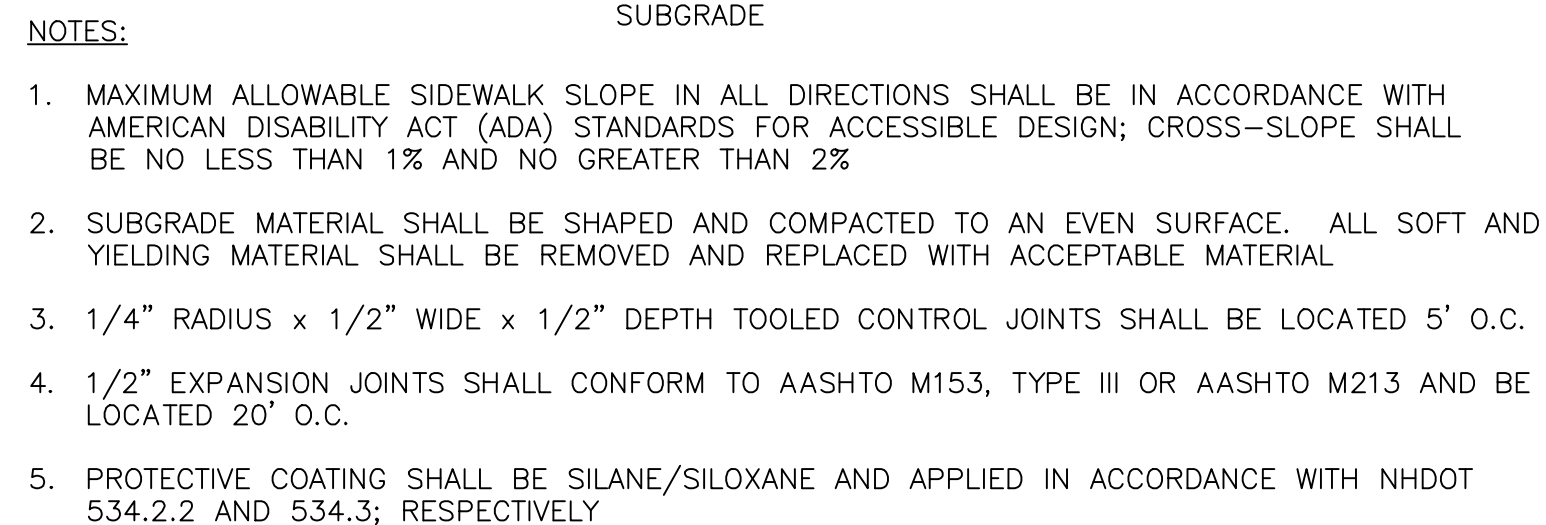 SUBGRADE
NOTES:
1. MAXIMUM ALLOWABLE SIDEWALK SLOPE IN ALL DIRECTIONS SHALL BE IN ACCORDANCE WITH
AMERICAN DISABILITY ACT (ADA) STANDARDS FOR ACCESSIBLE DESIGN; CROSS–SLOPE SHALL
BE NO LESS THAN 1% AND NO GREATER THAN 2%
2. SUBGRADE MATERIAL SHALL BE SHAPED AND COMPACTED TO AN EVEN SURFACE. ALL SOFT AND
YIELDING MATERIAL SHALL BE REMOVED AND REPLACED WITH ACCEPTABLE MATERIAL
3. 1/4” RADIUS x 1/2” WIDE x 1/2” DEPTH TOOLED CONTROL JOINTS SHALL BE LOCATED 5’ O.C.
4. 1/2” EXPANSION JOINTS SHALL CONFORM TO AASHTO M153, TYPE III OR AASHTO M213 AND BE
LOCATED 20’ O.C.
5. PROTECTIVE COATING SHALL BE SILANE/SILOXANE AND APPLIED IN ACCORDANCE WITH NHDOT
534.2.2 AND 534.3; RESPECTIVELY